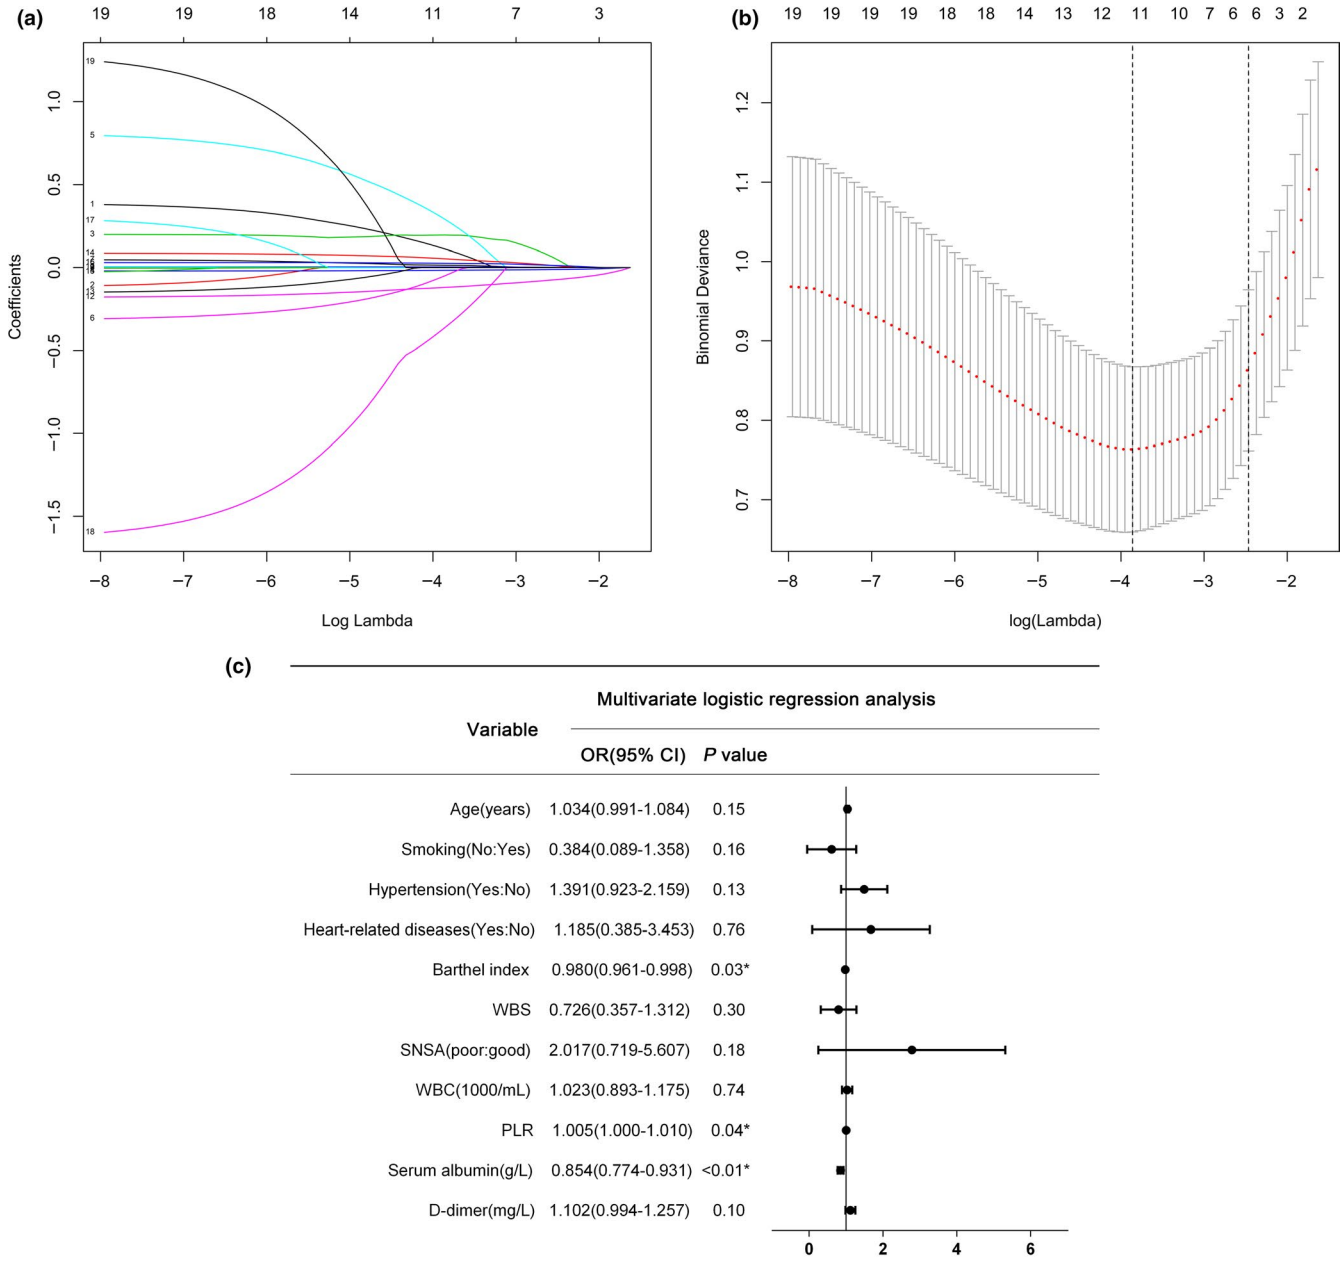 (a)
19 19 18 14 11 7 3
19
5
1
17
3
14
2
12
6
18
1.0
0.5
0.0
−0.5
−1.0
−1.5
Coefficients
−8 −7 −6 −5 −4 −3 −2
Log Lambda
(b)
19 19 19 19 18 18 14 13 12 11 10 7 6 6 3 2
1.2
1.1
1.0
0.9
0.8
0.7
Binomial Deviance
−8 −7 −6 −5 −4 −3 −2
log(Lambda)
(c)
Multivariate logistic regression analysis
Variable
OR(95% CI) P value
Age(years) 1.034(0.991-1.084) 0.15
Smoking(No:Yes) 0.384(0.089-1.358) 0.16
Hypertension(Yes:No) 1.391(0.923-2.159) 0.13
Heart-related diseases(Yes:No) 1.185(0.385-3.453) 0.76
Barthel index 0.980(0.961-0.998) 0.03*
WBS 0.726(0.357-1.312) 0.30
SNSA(poor:good) 2.017(0.719-5.607) 0.18
WBC(1000/mL) 1.023(0.893-1.175) 0.74
PLR 1.005(1.000-1.010) 0.04*
Serum albumin(g/L) 0.854(0.774-0.931) <0.01*
D-dimer(mg/L) 1.102(0.994-1.257) 0.10
0 2 4 6